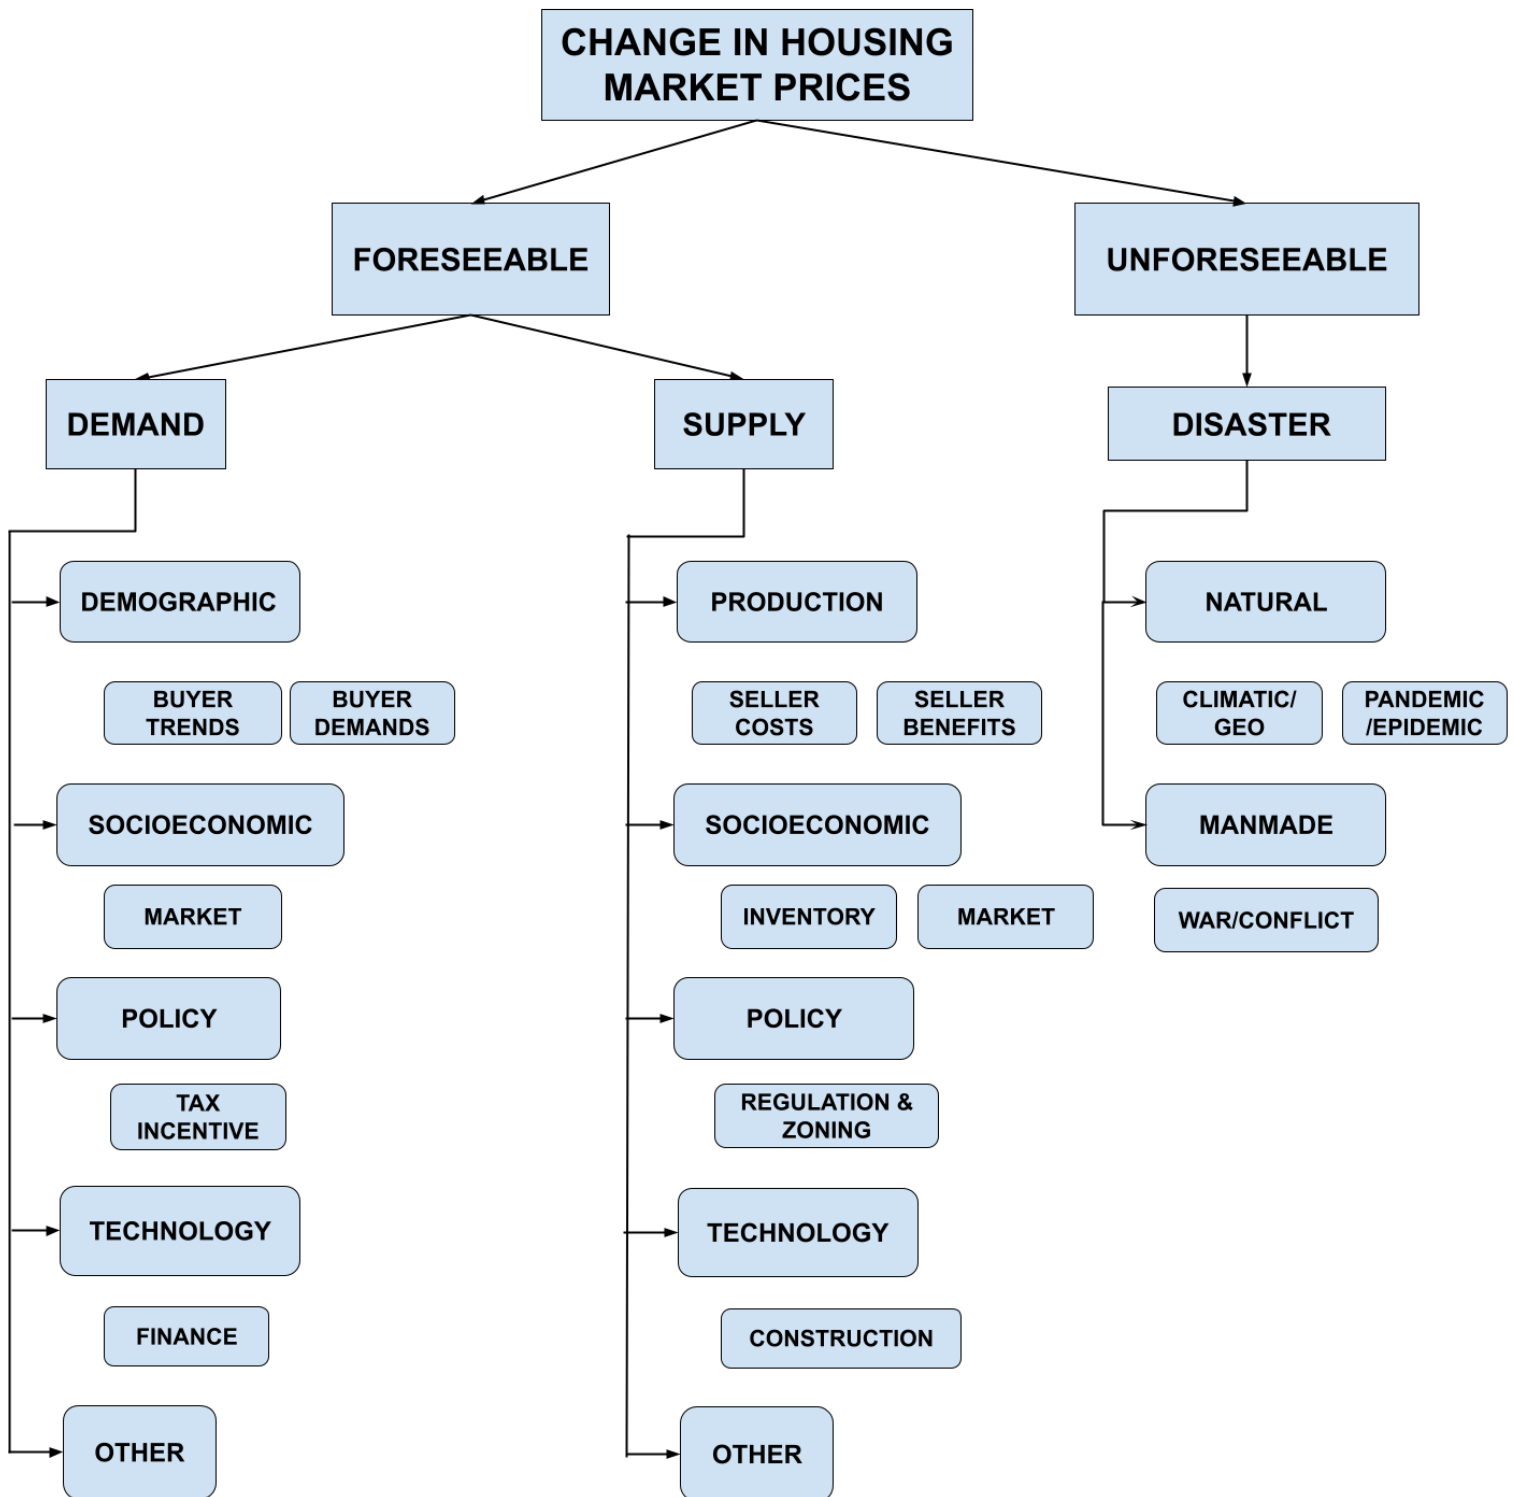 CHANGE IN HOUSING
MARKET PRICES
FORESEEABLE
UNFORESEEABLE
DEMAND
SUPPLY
DISASTER
DEMOGRAPHIC
BUYER
TRENDS
BUYER
DEMANDS
SOCIOECONOMIC
MARKET
POLICY
TAX
INCENTIVE
TECHNOLOGY
FINANCE
OTHER
PRODUCTION
SELLER
COSTS
SELLER
BENEFITS
SOCIOECONOMIC
INVENTORY
MARKET
POLICY
REGULATION &
ZONING
TECHNOLOGY
CONSTRUCTION
OTHER
NATURAL
CLIMATIC/
GEO
PANDEMIC
/EPIDEMIC
MANMADE
WAR/CONFLICT